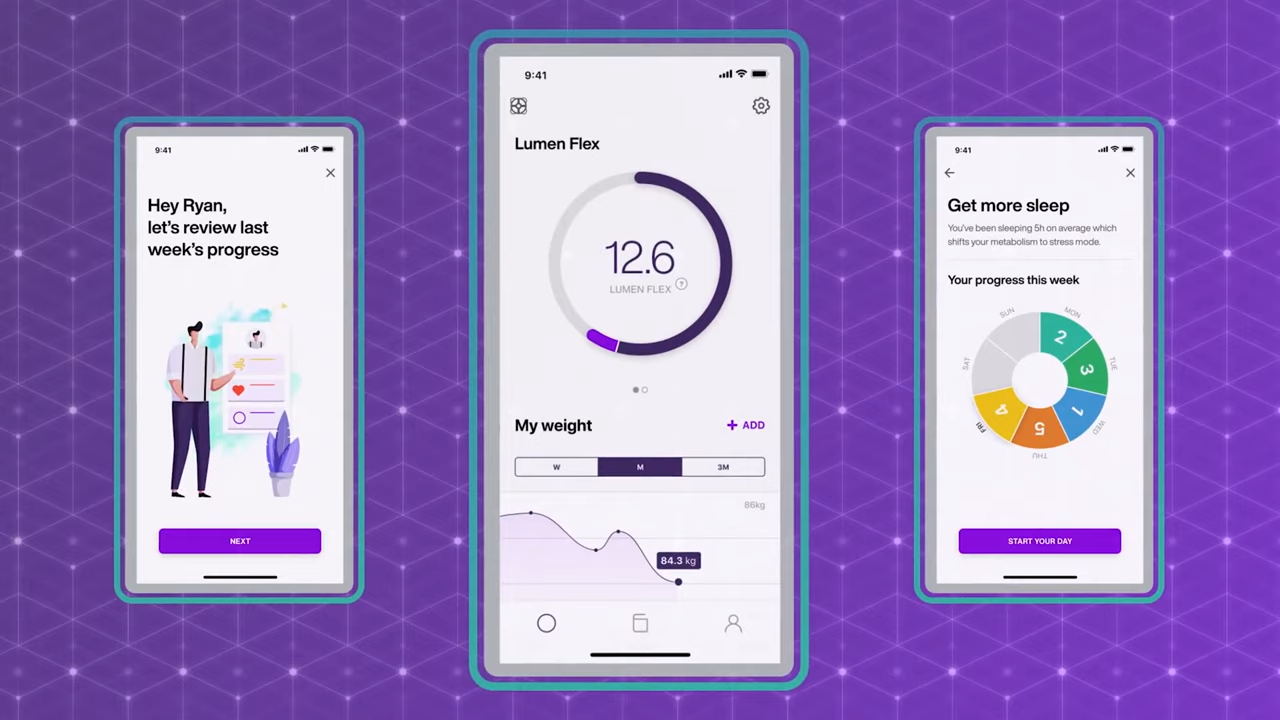 9:41
Hey Ryan,
let's review last
week's progress
NEXT
9:41
Lumen Flex
12.6
LUMEN FLEX ?
My weight
+ ADD
W M 3M
86kg
84.3 kg
9:41
Get more sleep
You've been sleeping 5h on average which
shifts your metabolism to stress mode.
Your progress this week
SUN MON
2
SAT 3 TUE
4 1
FRI 5 WED
THU
START YOUR DAY